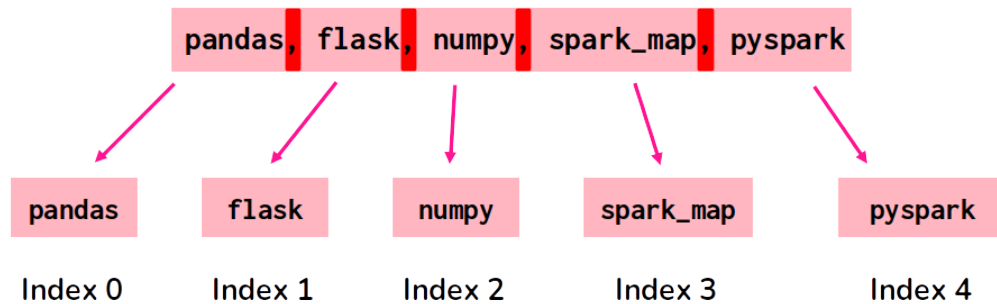 pandas, flask, numpy, spark_map, pyspark
pandas flask numpy spark_map pyspark
Index 0 Index 1 Index 2 Index 3 Index 4